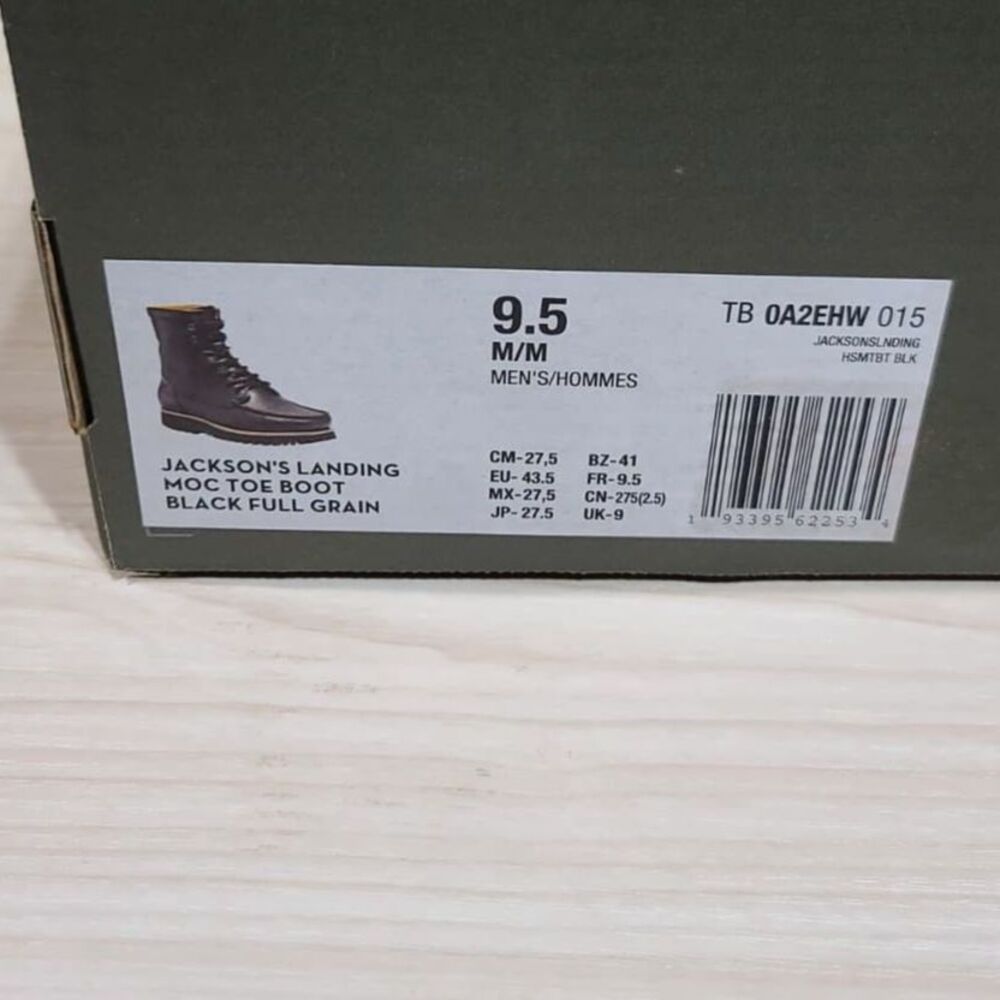 JACKSON'S LANDING
MOC TOE BOOT
BLACK FULL GRAIN
9.5
M/M
MEN'S/HOMMES
CM-27,5 BZ-41
EU- 43.5 FR-9.5
MX-27,5 CN-275(2.5)
JP- 27.5 UK-9
TB 0A2EHW 015
JACKSONSLNDING
HSMTBT BLK
1 93395 62253 4